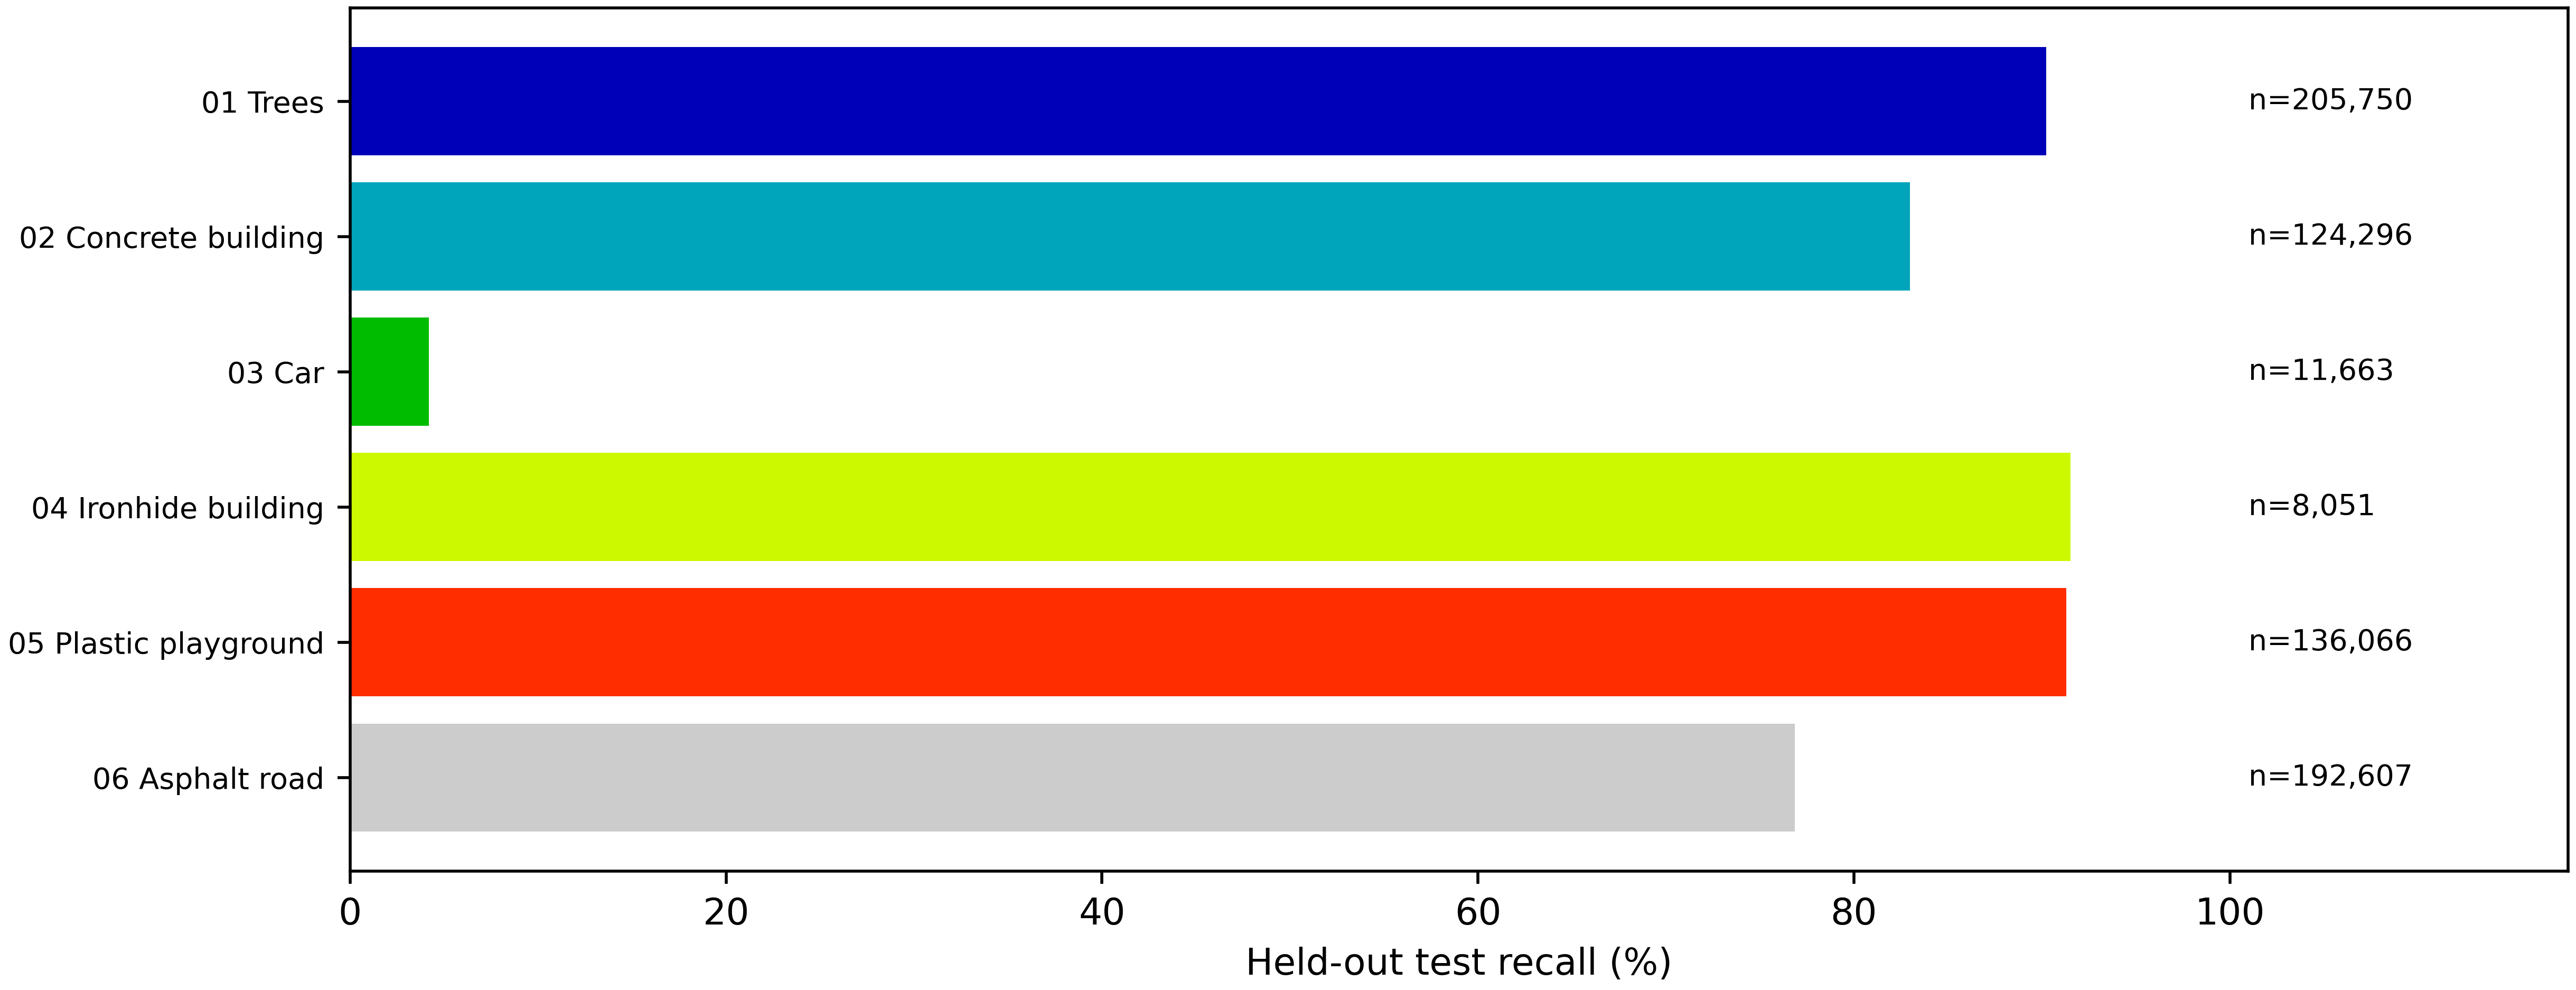 01 Trees n=205,750
02 Concrete building n=124,296
03 Car n=11,663
04 Ironhide building n=8,051
05 Plastic playground n=136,066
06 Asphalt road n=192,607
0 20 40 60 80 100
Held-out test recall (%)